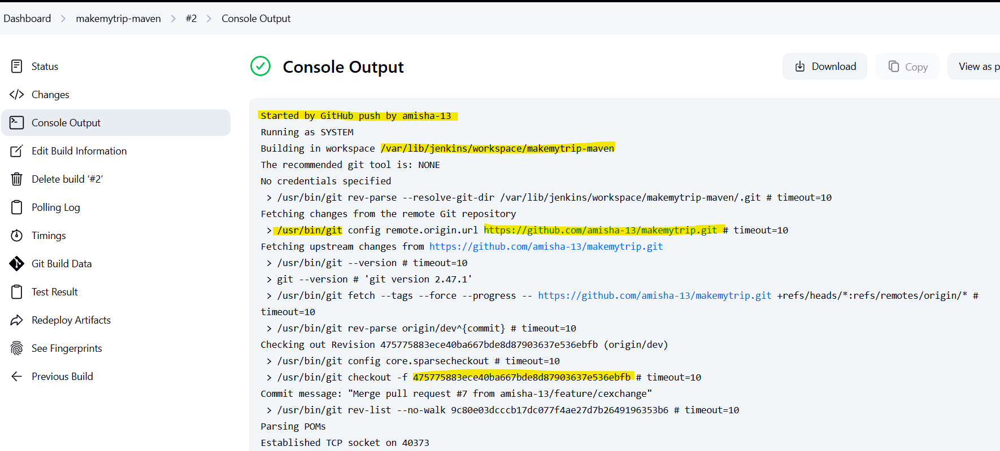 Dashboard > makemytrip-maven > #2 > Console Output
Status
Changes
Console Output
Edit Build Information
Delete build ‘#2’
Polling Log
Timings
Git Build Data
Test Result
Redeploy Artifacts
See Fingerprints
Previous Build
Console Output
Download
Copy
View as p
Started by GitHub push by amisha-13
Running as SYSTEM
Building in workspace /var/lib/jenkins/workspace/makemytrip-maven
The recommended git tool is: NONE
No credentials specified
> /usr/bin/git rev-parse --resolve-git-dir /var/lib/jenkins/workspace/makemytrip-maven/.git # timeout=10
Fetching changes from the remote Git repository
> /usr/bin/git config remote.origin.url https://github.com/amisha-13/makemytrip.git # timeout=10
Fetching upstream changes from https://github.com/amisha-13/makemytrip.git
> /usr/bin/git --version # timeout=10
> git --version # 'git version 2.47.1'
> /usr/bin/git fetch --tags --force --progress -- https://github.com/amisha-13/makemytrip.git +refs/heads/*:refs/remotes/origin/* #
timeout=10
> /usr/bin/git rev-parse origin/dev^{commit} # timeout=10
Checking out Revision 475775883ece40ba667bde8d87903637e536ebfb (origin/dev)
> /usr/bin/git config core.sparsecheckout # timeout=10
> /usr/bin/git checkout -f 475775883ece40ba667bde8d87903637e536ebfb # timeout=10
Commit message: "Merge pull request #7 from amisha-13/feature/cexchange"
> /usr/bin/git rev-list --no-walk 9c80e03dcccb17dc077f4ae27d7b2649196353b6 # timeout=10
Parsing POMs
Established TCP socket on 40373